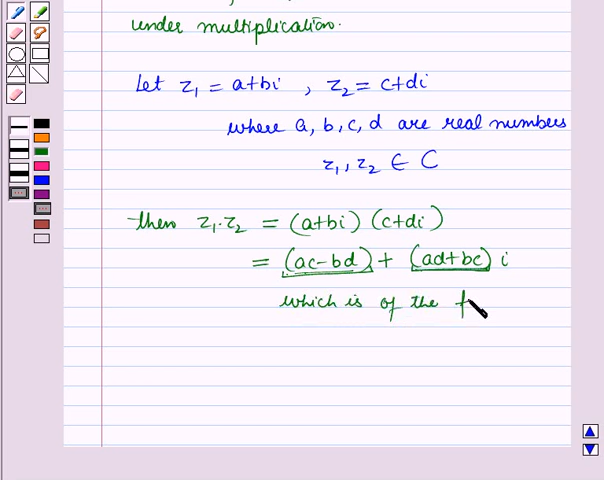 under multiplication.
Let z₁ = a+bi , z₂ = c+di
where a, b, c, d are real numbers
z₁, z₂ ∈ C
then z₁.z₂ = (a+bi) (c+di)
= (ac-bd) + (ad+bc) i
which is of the f